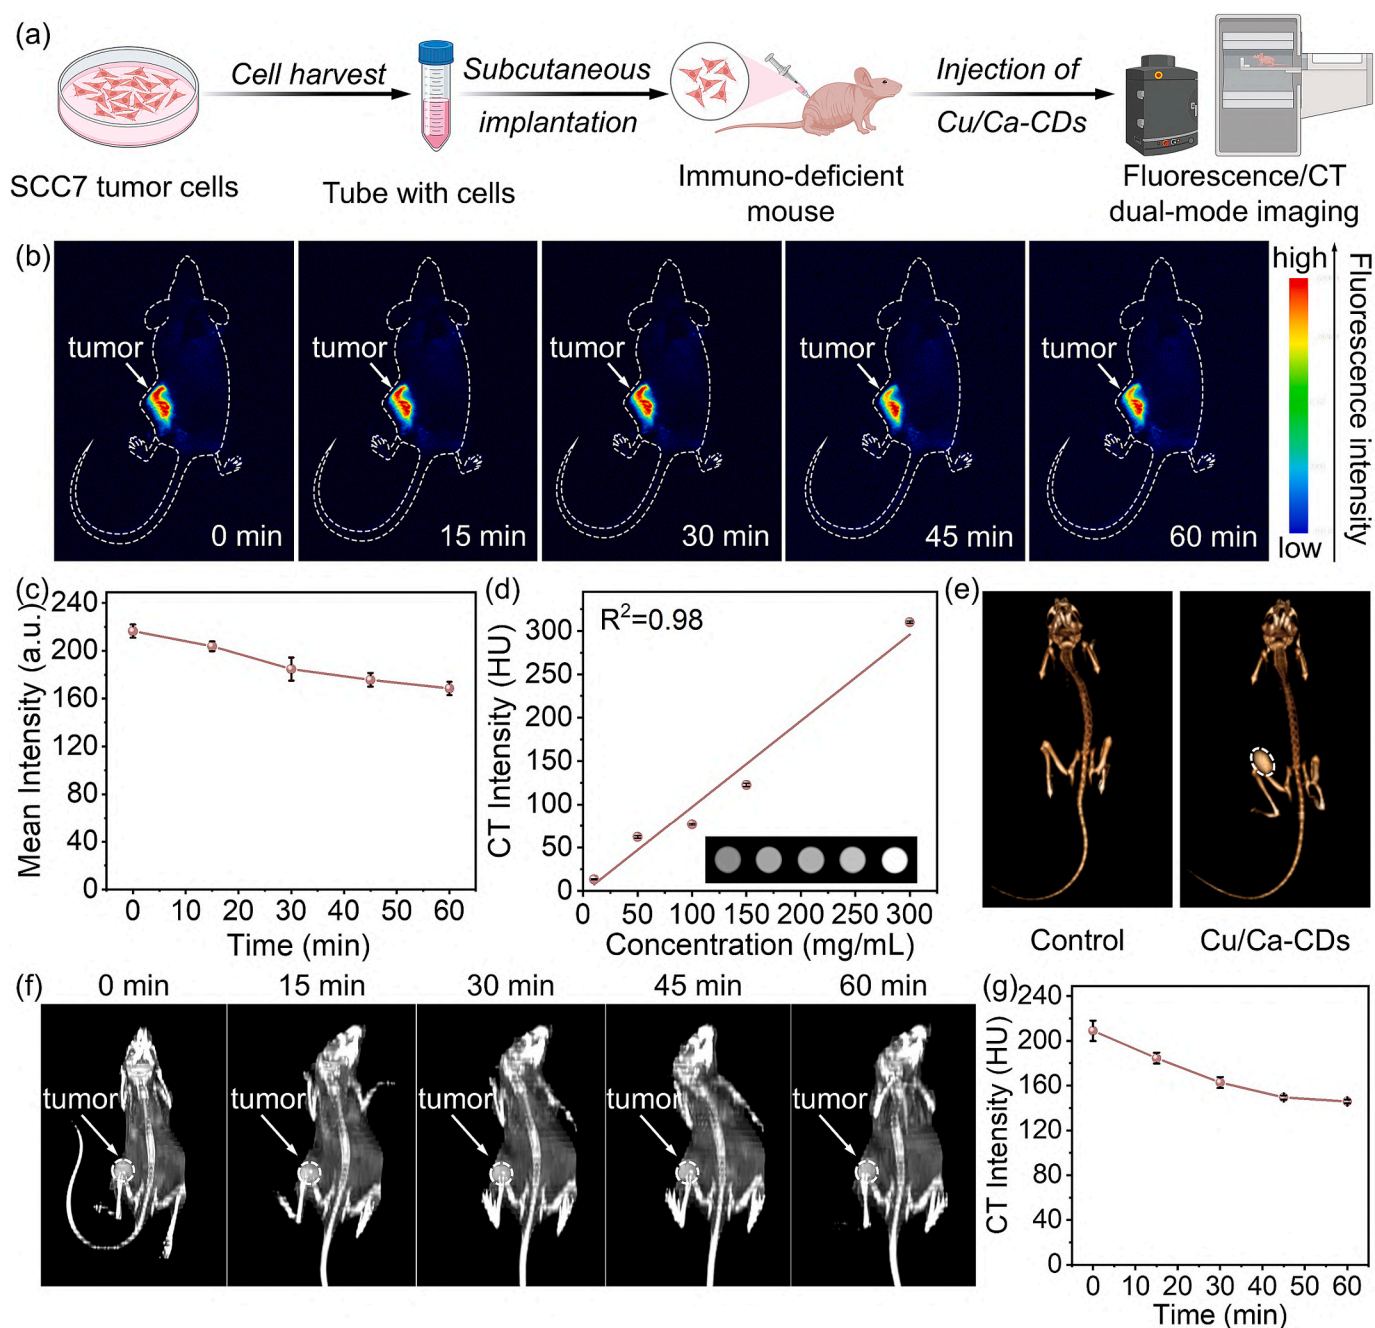 (a)
Cell harvest
Subcutaneous
implantation
Injection of
Cu/Ca-CDs
SCC7 tumor cells
Tube with cells
Immuno-deficient
mouse
Fluorescence/CT
dual-mode imaging
(b)
tumor
0 min
tumor
15 min
tumor
30 min
tumor
45 min
tumor
60 min
high
low
Fluorescence intensity
(c)
Mean Intensity (a.u.)
240
200
160
120
80
40
0
0 10 20 30 40 50 60
Time (min)
(d)
R²=0.98
CT Intensity (HU)
300
250
200
150
100
50
0
0 50 100 150 200 250 300
Concentration (mg/mL)
(e)
Control
Cu/Ca-CDs
(f)
0 min
15 min
30 min
45 min
60 min
tumor
tumor
tumor
tumor
tumor
(g)
CT Intensity (HU)
240
200
160
120
80
40
0
0 10 20 30 40 50 60
Time (min)